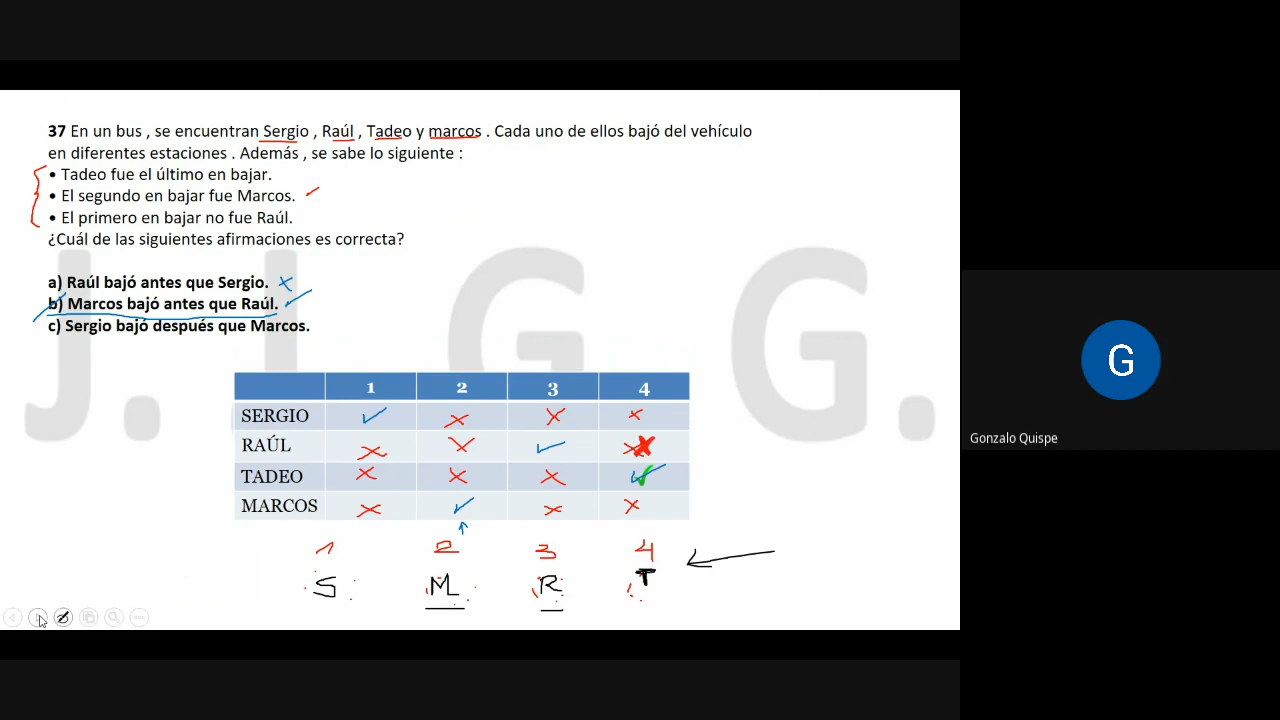 37 En un bus , se encuentran Sergio , Raúl , Tadeo y marcos . Cada uno de ellos bajó del vehículo
en diferentes estaciones . Además , se sabe lo siguiente :
• Tadeo fue el último en bajar.
• El segundo en bajar fue Marcos.
• El primero en bajar no fue Raúl.
¿Cuál de las siguientes afirmaciones es correcta?
a) Raúl bajó antes que Sergio.
b) Marcos bajó antes que Raúl.
c) Sergio bajó después que Marcos.
J. I G G.
1 2 3 4
SERGIO
RAÚL
TADEO
MARCOS
1 2 3 4
S M R T
G
Gonzalo Quispe